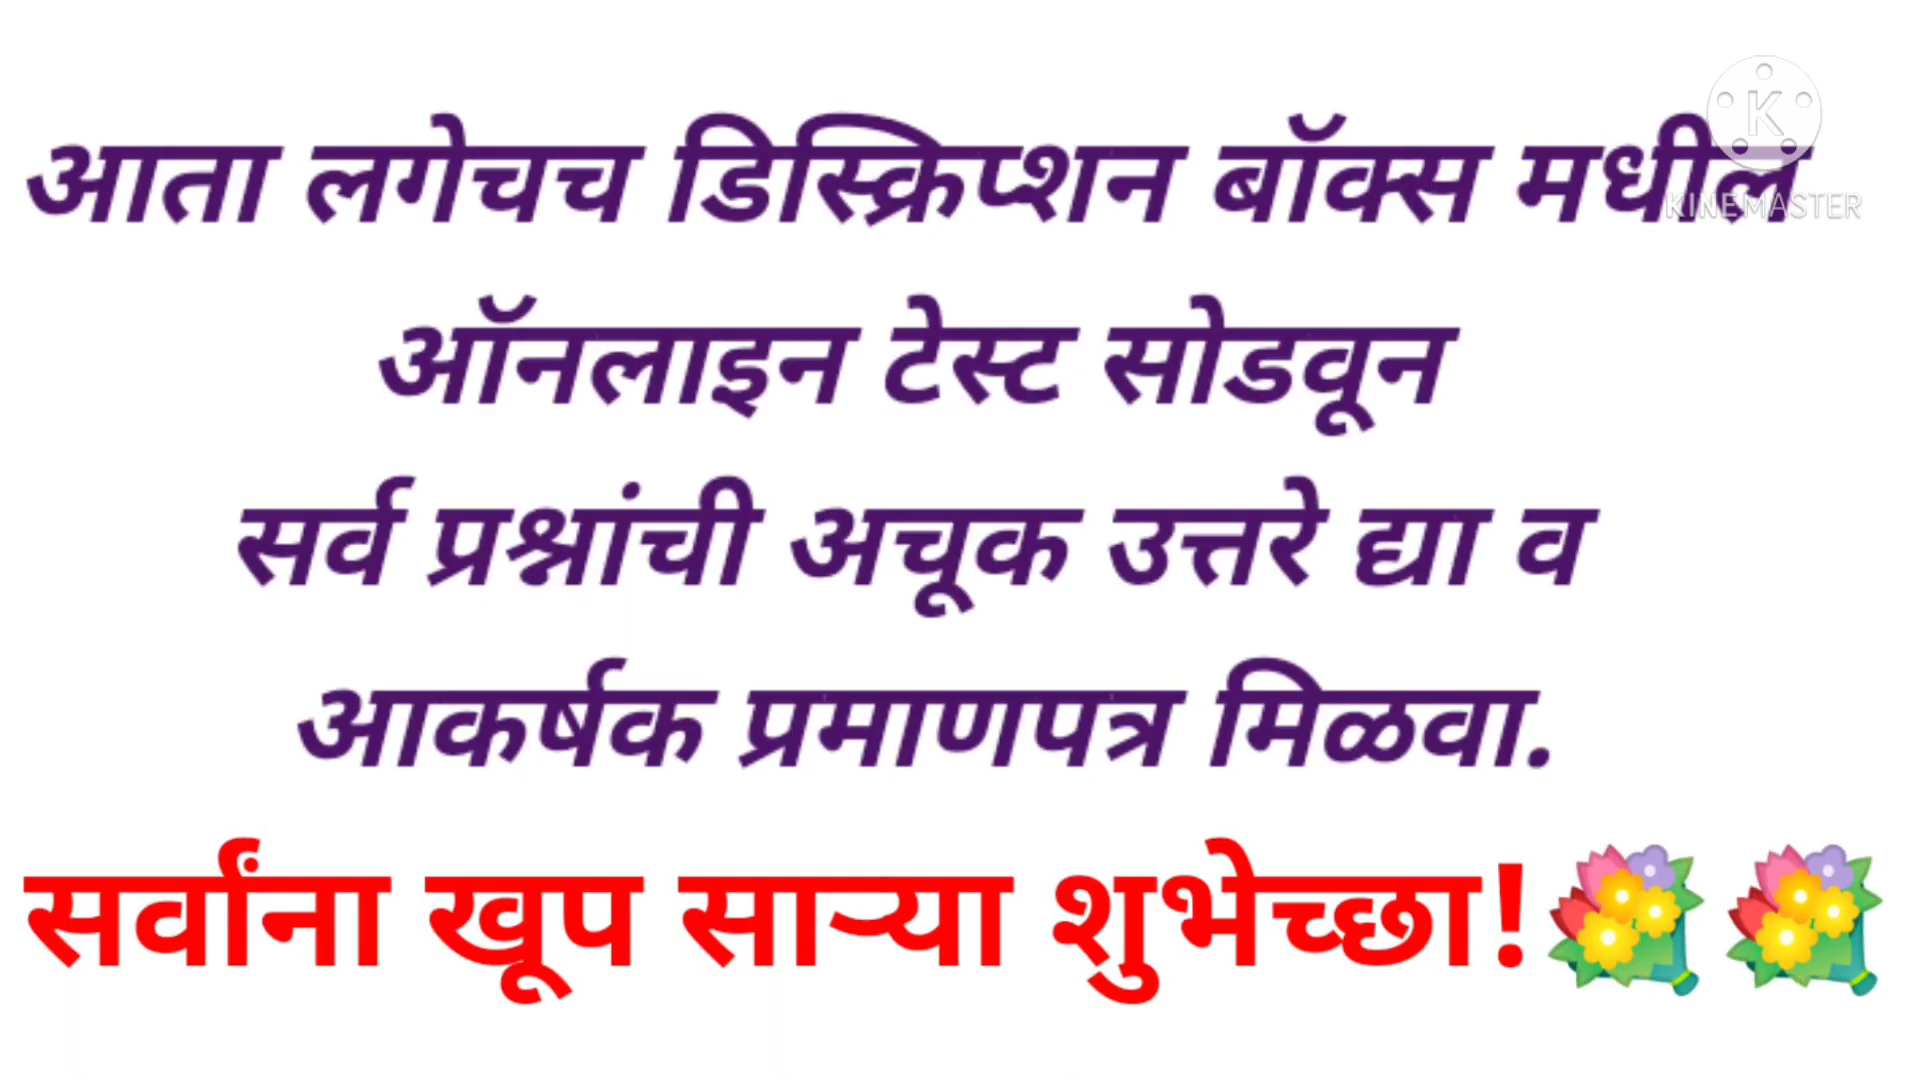 आता लगेचच डिस्क्रिप्शन बॉक्स मधील
ऑनलाइन टेस्ट सोडवून
सर्व प्रश्नांची अचूक उत्तरे द्या व
आकर्षक प्रमाणपत्र मिळवा.
सर्वांना खूप साऱ्या शुभेच्छा!💐💐
K
KINEMASTER